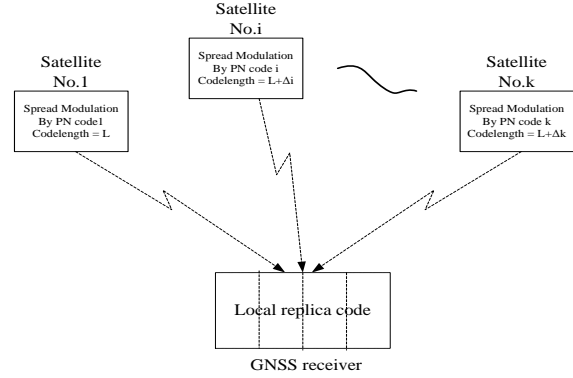 Satellite
No.i
Spread Modulation
By PN code i
Codelength = L+Δi
Satellite
No.1
Spread Modulation
By PN code1
Codelength = L
Satellite
No.k
Spread Modulation
By PN code k
Codelength = L+Δk
Local replica code
GNSS receiver